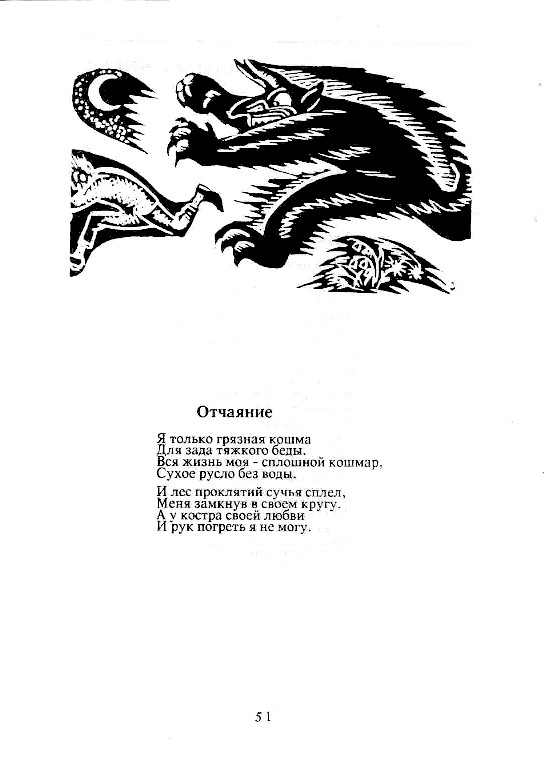 Отчаяние
Я только грязная кошма
Для зада тяжкого беды.
Вся жизнь моя - сплошной кошмар,
Сухое русло без воды.
И лес проклятий сучья сплел,
Меня замкнув в своем кругу.
А у костра своей любви
И рук погреть я не могу.
51